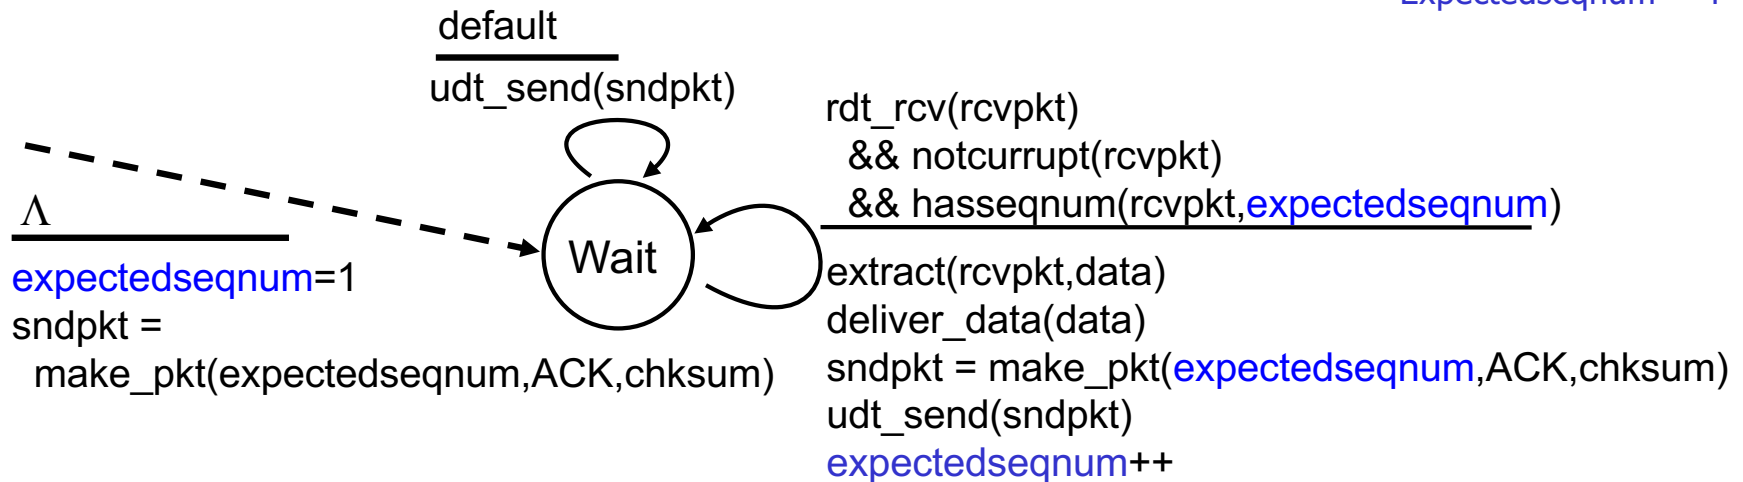 default
udt_send(sndpkt)
rdt_rcv(rcvpkt)
&& notcurrupt(rcvpkt)
&& hasseqnum(rcvpkt,expectedseqnum)
Λ
expectedseqnum=1
sndpkt =
make_pkt(expectedseqnum,ACK,chksum)
Wait
extract(rcvpkt,data)
deliver_data(data)
sndpkt = make_pkt(expectedseqnum,ACK,chksum)
udt_send(sndpkt)
expectedseqnum++